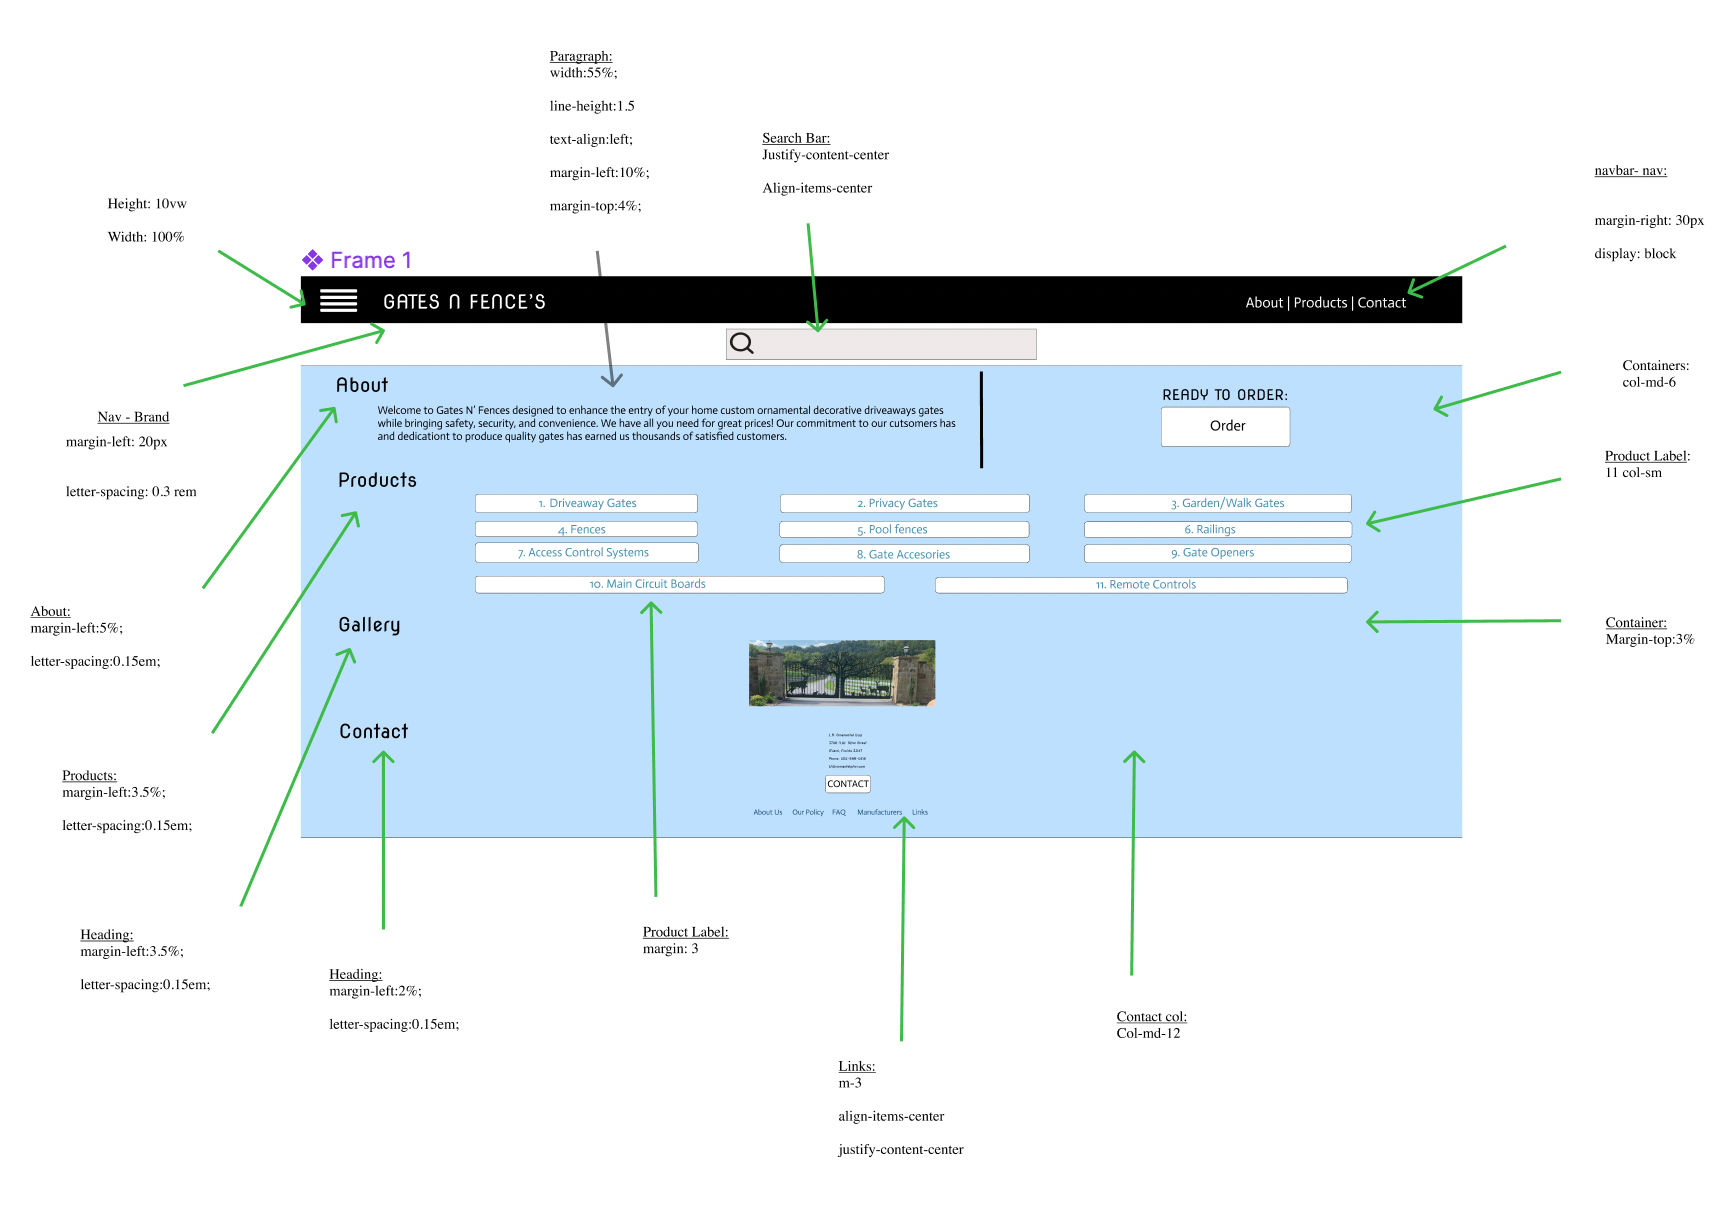 Paragraph:
width:55%;
line-height:1.5
text-align:left;
margin-left:10%;
margin-top:4%;
Search Bar:
Justify-content-center
Align-items-center
navbar- nav:
margin-right: 30px
display: block
Height: 10vw
Width: 100%
Frame 1
GATES N FENCE'S
About | Products | Contact
Nav - Brand
margin-left: 20px
letter-spacing: 0.3 rem
Containers:
col-md-6
About
Welcome to Gates N' Fences designed to enhance the entry of your home custom ornamental decorative driveaways gates
while bringing safety, security, and convenience. We have all you need for great prices! Our commitment to our cutsomers has
and dedicationt to produce quality gates has earned us thousands of satisfied customers.
READY TO ORDER:
Order
Product Label:
11 col-sm
Products
1. Driveaway Gates
2. Privacy Gates
3. Garden/Walk Gates
4. Fences
5. Pool fences
6. Railings
7. Access Control Systems
8. Gate Accesories
9. Gate Openers
10. Main Circuit Boards
11. Remote Controls
About:
margin-left:5%;
letter-spacing:0.15em;
Container:
Margin-top:3%
Gallery
Contact
CONTACT
About Us Our Policy FAQ Manufacturers Links
Products:
margin-left:3.5%;
letter-spacing:0.15em;
Heading:
margin-left:3.5%;
letter-spacing:0.15em;
Heading:
margin-left:2%;
letter-spacing:0.15em;
Product Label:
margin: 3
Contact col:
Col-md-12
Links:
m-3
align-items-center
justify-content-center